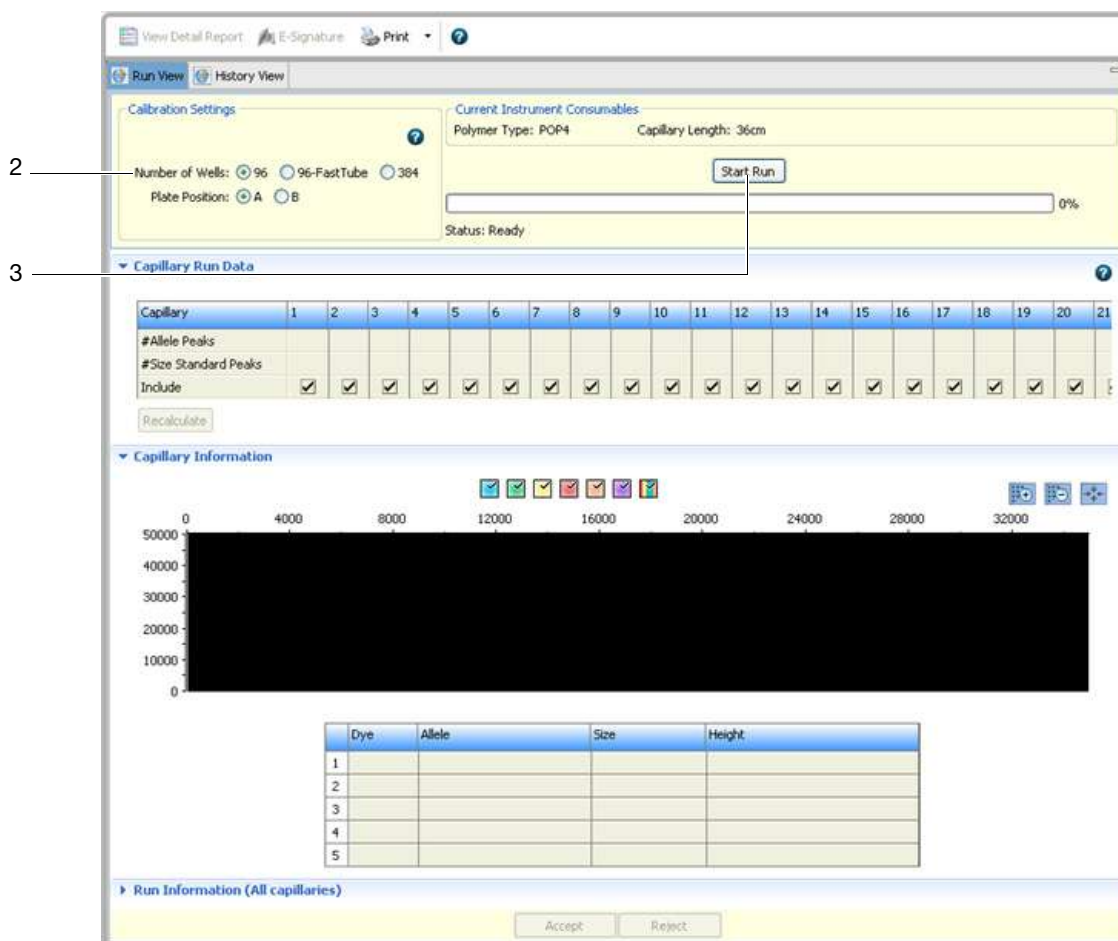 View Detail Report E-Signature Print
Run View History View
Calibration Settings
Current Instrument Consumables
Polymer Type: POP4 Capillary Length: 36cm
2
Number of Wells: 96 96-FastTube 384
Start Run
Plate Position: A B
0%
Status: Ready
3
Capillary Run Data
Capillary 1 2 3 4 5 6 7 8 9 10 11 12 13 14 15 16 17 18 19 20 21
#Allele Peaks
#Size Standard Peaks
Include
Recalculate
Capillary Information
0 4000 8000 12000 16000 20000 24000 28000 32000
50000
40000
30000
20000
10000
0
Dye Allele Size Height
1
2
3
4
5
Run Information (All capillaries)
Accept Reject